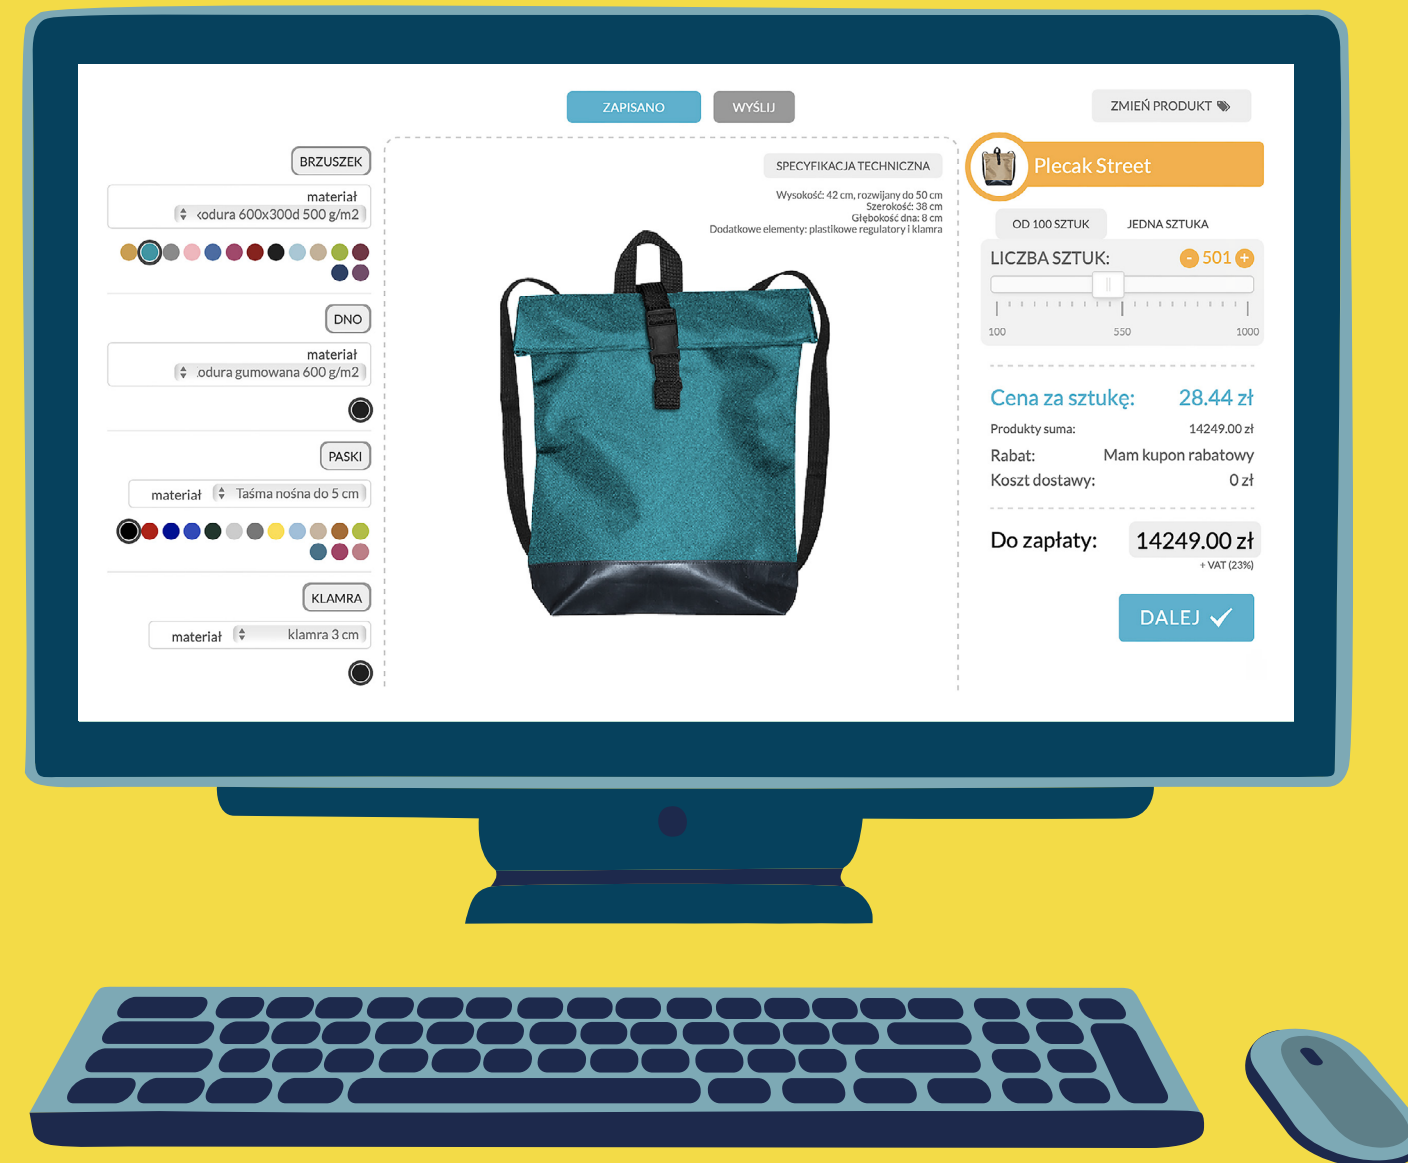 ZAPISANO
WYŚLIJ
ZMIEŃ PRODUKT
BRZUSZEK
materiał
kodura 600x300d 500 g/m2
DNO
materiał
odura gumowana 600 g/m2
PASKI
materiał Taśma nośna do 5 cm
KLAMRA
materiał klamra 3 cm
SPECYFIKACJA TECHNICZNA
Wysokość: 42 cm, rozwijany do 50 cm
Szerokość: 38 cm
Głębokość dna: 8 cm
Dodatkowe elementy: plastikowe regulatory i klamra
Plecak Street
OD 100 SZTUK JEDNA SZTUKA
LICZBA SZTUK: - 501 +
100 550 1000
Cena za sztukę: 28.44 zł
Produkty suma: 14249.00 zł
Rabat: Mam kupon rabatowy
Koszt dostawy: 0 zł
Do zapłaty: 14249.00 zł
+ VAT (23%)
DALEJ